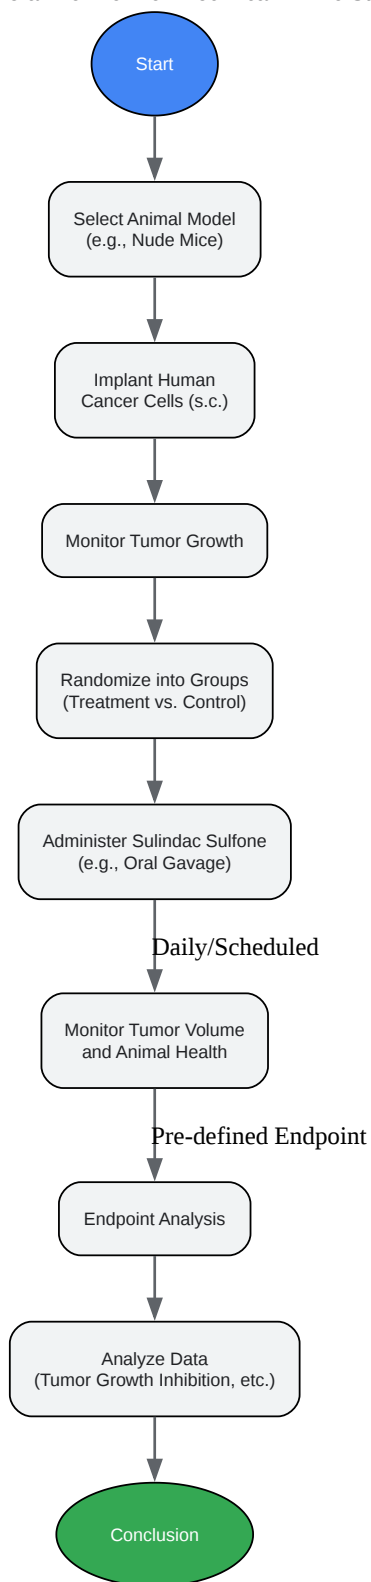 Start
Select Animal Model
(e.g., Nude Mice)
Implant Human
Cancer Cells (s.c.)
Monitor Tumor Growth
Randomize into Groups
(Treatment vs. Control)
Administer Sulindac Sulfone
(e.g., Oral Gavage)
Daily/Scheduled
Monitor Tumor Volume
and Animal Health
Pre-defined Endpoint
Endpoint Analysis
Analyze Data
(Tumor Growth Inhibition, etc.)
Conclusion